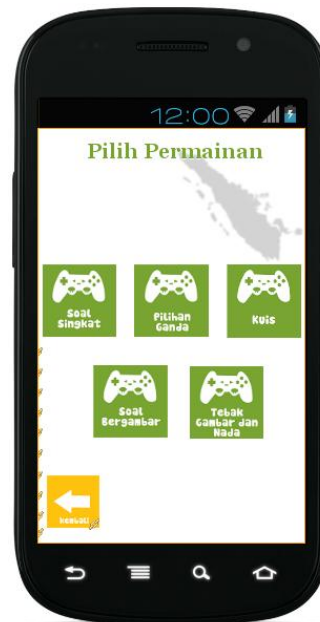 12:00
Pilih Permainan
Soal
Singkat
Pilihan
Ganda
Kuis
Soal
Bergambar
Tebak
Gambar dan
Nada
kembali